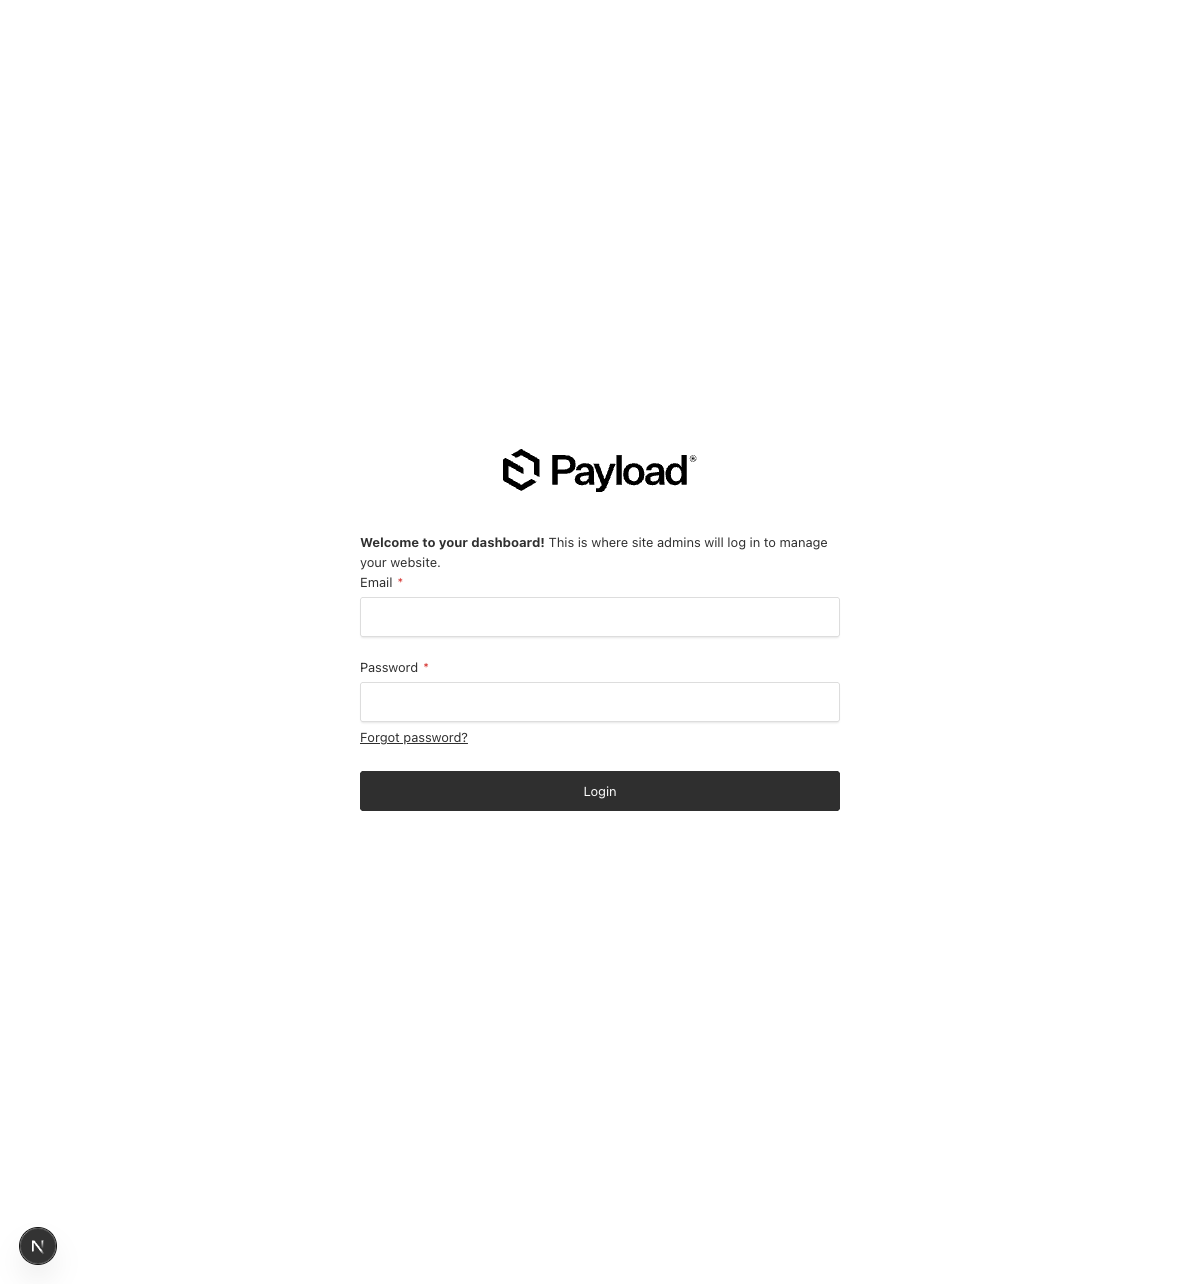 Payload®
Welcome to your dashboard! This is where site admins will log in to manage
your website.
Email *
Password *
Forgot password?
Login
N